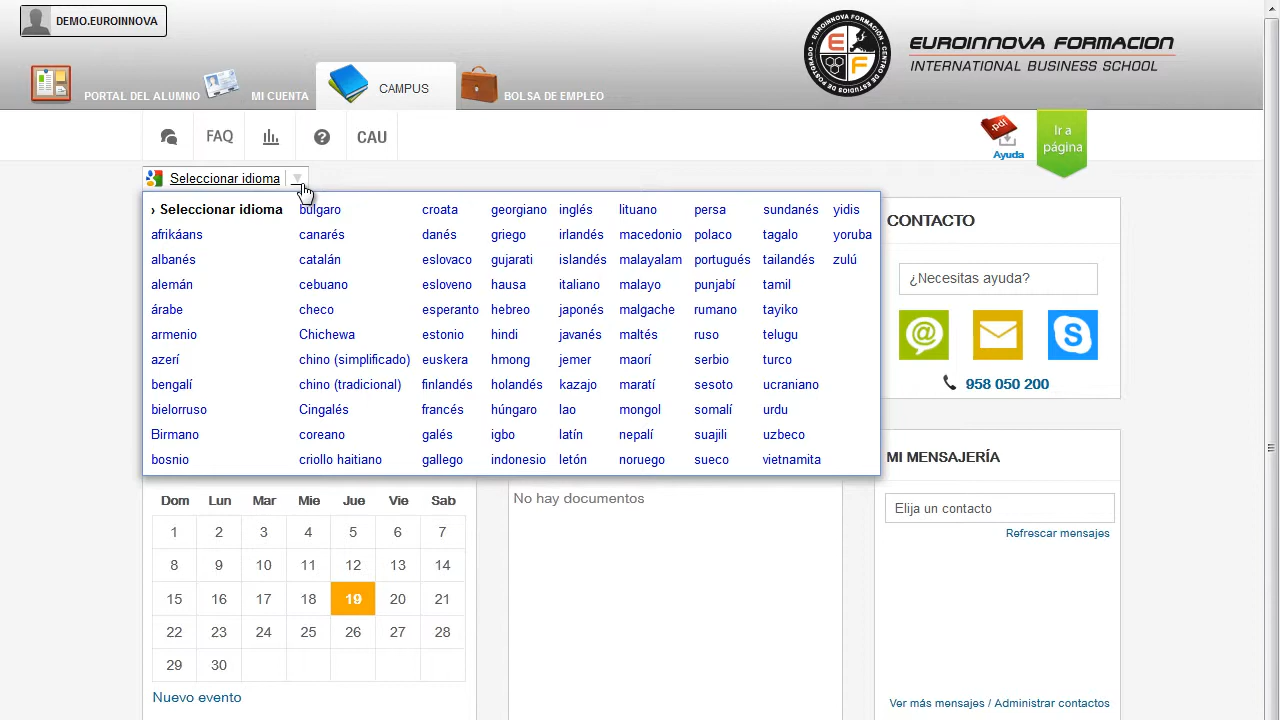 DEMO.EUROINNOVA
EUROINNOVA FORMACION
INTERNATIONAL BUSINESS SCHOOL
EUROINNOVA FORMACIÓN · CENTRO DE ESTUDIOS DE POSTGRADO
E F
PORTAL DEL ALUMNO MI CUENTA CAMPUS BOLSA DE EMPLEO
FAQ ? CAU
.pdf
Ayuda
Ir a
página
Seleccionar idioma ▼
› Seleccionar idioma búlgaro croata georgiano inglés lituano persa sundanés yidis
afrikáans canarés danés griego irlandés macedonio polaco tagalo yoruba
albanés catalán eslovaco gujarati islandés malayalam portugués tailandés zulú
alemán cebuano esloveno hausa italiano malayo punjabí tamil
árabe checo esperanto hebreo japonés malgache rumano tayiko
armenio Chichewa estonio hindi javanés maltés ruso telugu
azerí chino (simplificado) euskera hmong jemer maorí serbio turco
bengalí chino (tradicional) finlandés holandés kazajo maratí sesoto ucraniano
bielorruso Cingalés francés húngaro lao mongol somalí urdu
Birmano coreano galés igbo latín nepalí suajili uzbeco
bosnio criollo haitiano gallego indonesio letón noruego sueco vietnamita
CONTACTO
¿Necesitas ayuda?
958 050 200
Dom Lun Mar Mie Jue Vie Sab
1 2 3 4 5 6 7
8 9 10 11 12 13 14
15 16 17 18 19 20 21
22 23 24 25 26 27 28
29 30
Nuevo evento
No hay documentos
MI MENSAJERÍA
Elija un contacto
Refrescar mensajes
Ver más mensajes / Administrar contactos